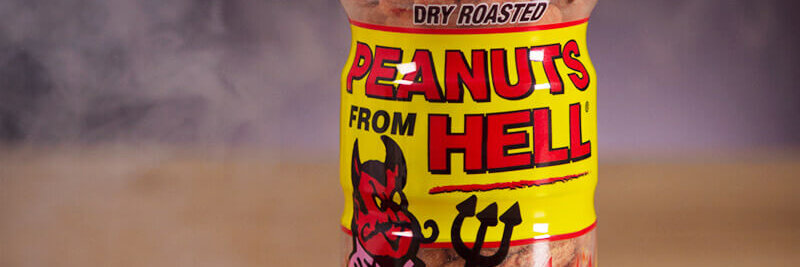 DRY ROASTED
PEANUTS
FROM HELL®